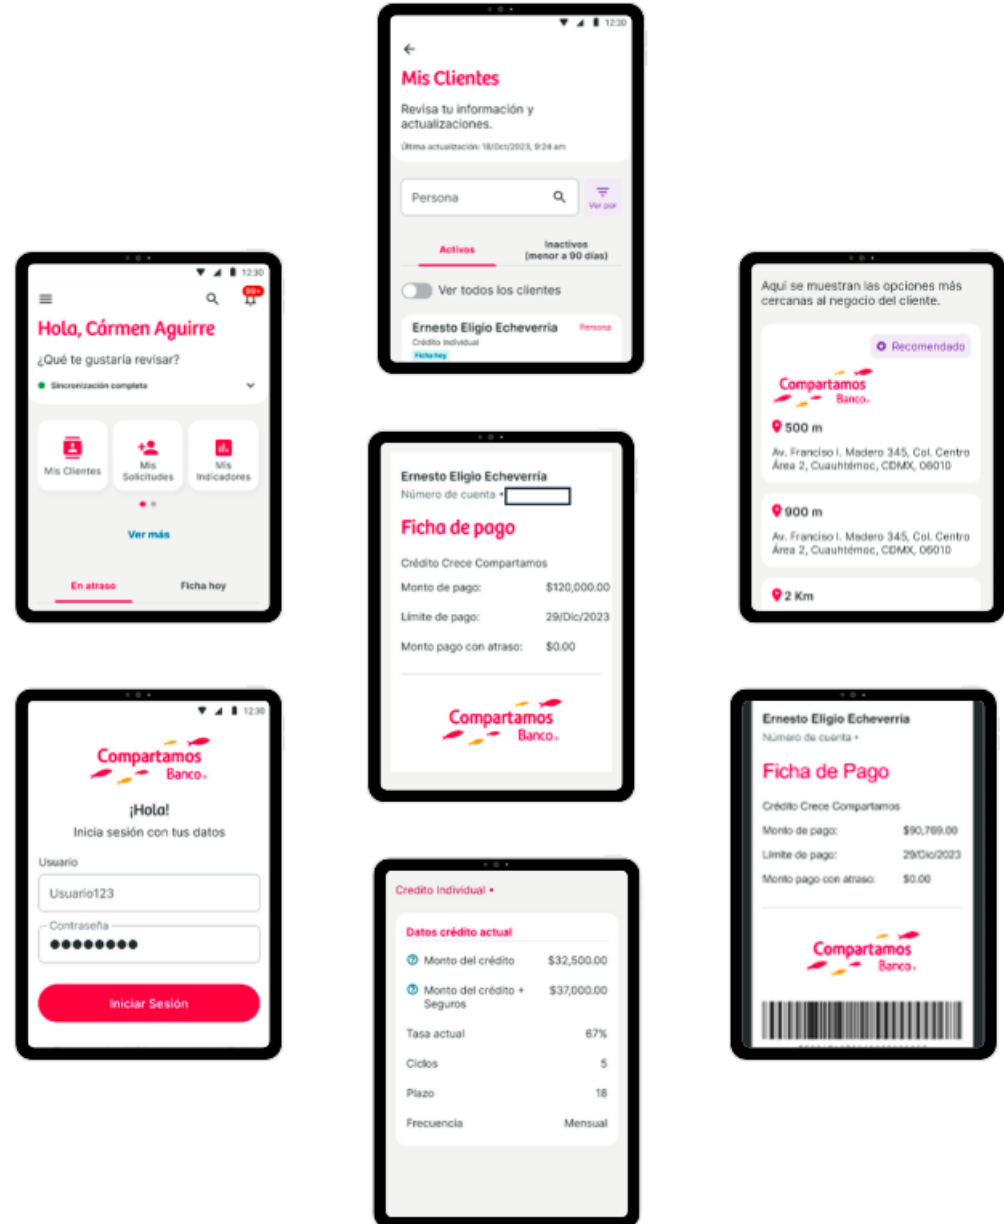 12:30
Mis Clientes
Revisa tu información y
actualizaciones.
Última actualización: 18/Oct/2023, 9:24 am
Persona
Ver por
Activos
Inactivos
(menor a 90 días)
Ver todos los clientes
Ernesto Eligio Echeverría
Persona
Crédito Individual
Ficha hoy
12:30
99+
Hola, Cármen Aguirre
¿Qué te gustaría revisar?
Sincronización completa
Mis Clientes
Mis
Solicitudes
Mis
Indicadores
Ver más
En atraso
Ficha hoy
Aquí se muestran las opciones más
cercanas al negocio del cliente.
Recomendado
Compartamos
Banco
500 m
Av. Franciso I. Madero 345, Col. Centro
Área 2, Cuauhtémoc, CDMX, 06010
900 m
Av. Franciso I. Madero 345, Col. Centro
Área 2, Cuauhtémoc, CDMX, 06010
2 Km
Ernesto Eligio Echeverría
Número de cuenta •
Ficha de pago
Crédito Crece Compartamos
Monto de pago: $120,000.00
Límite de pago: 29/Dic/2023
Monto pago con atraso: $0.00
Compartamos
Banco
12:30
Compartamos
Banco
¡Hola!
Inicia sesión con tus datos
Usuario
Usuario123
Contraseña
Iniciar Sesión
Ernesto Eligio Echeverría
Número de cuenta •
Ficha de Pago
Crédito Crece Compartamos
Monto de pago: $90,769.00
Límite de pago: 29/Dic/2023
Monto pago con atraso: $0.00
Compartamos
Banco
Credito Individual •
Datos crédito actual
Monto del crédito $32,500.00
Monto del crédito + $37,000.00
Seguros
Tasa actual 67%
Ciclos 5
Plazo 18
Frecuencia Mensual